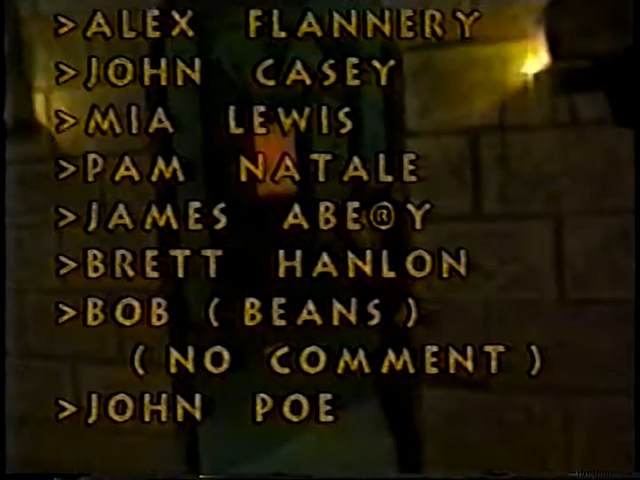 >ALEX FLANNERY
>JOHN CASEY
>MIA LEWIS
>PAM NATALE
>JAMES ABE®Y
>BRETT HANLON
>BOB (BEANS)
(NO COMMENT)
>JOHN POE